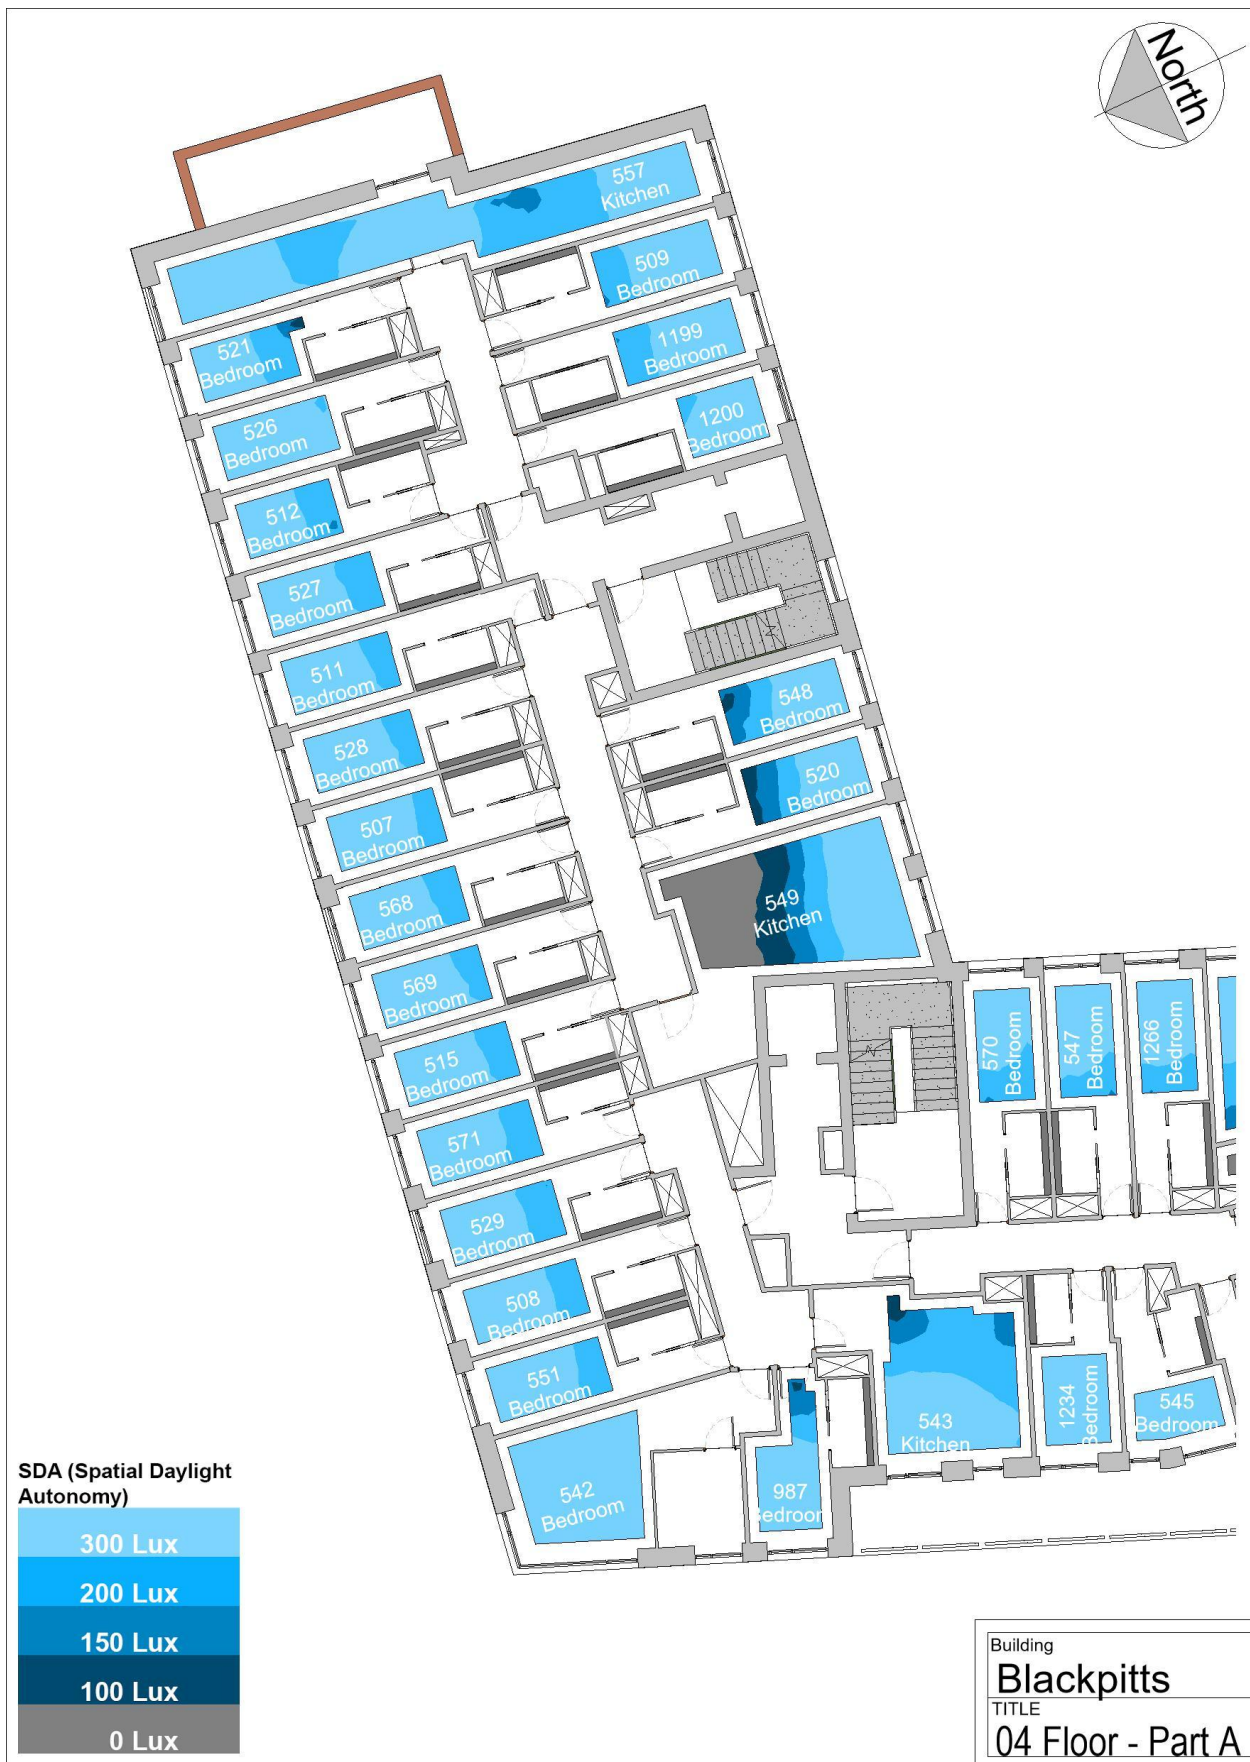 North
557
Kitchen
509
Bedroom
521
Bedroom
1199
Bedroom
526
Bedroom
1200
Bedroom
512
Bedroom
527
Bedroom
511
Bedroom
548
Bedroom
528
Bedroom
520
Bedroom
507
Bedroom
568
Bedroom
549
Kitchen
569
Bedroom
515
Bedroom
570
Bedroom
547
Bedroom
1266
Bedroom
571
Bedroom
529
Bedroom
508
Bedroom
551
Bedroom
543
Kitchen
1234
Bedroom
545
Bedroom
542
Bedroom
987
Bedroom
SDA (Spatial Daylight
Autonomy)
300 Lux
200 Lux
150 Lux
100 Lux
0 Lux
Building
Blackpitts
TITLE
04 Floor - Part A